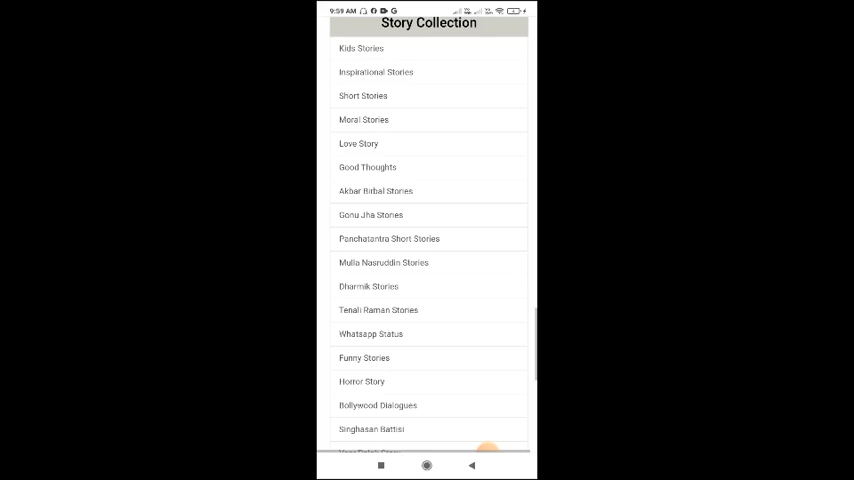 9:59 AM
Story Collection
Kids Stories
Inspirational Stories
Short Stories
Moral Stories
Love Story
Good Thoughts
Akbar Birbal Stories
Gonu Jha Stories
Panchatantra Short Stories
Mulla Nasruddin Stories
Dharmik Stories
Tenali Raman Stories
Whatsapp Status
Funny Stories
Horror Story
Bollywood Dialogues
Singhasan Battisi